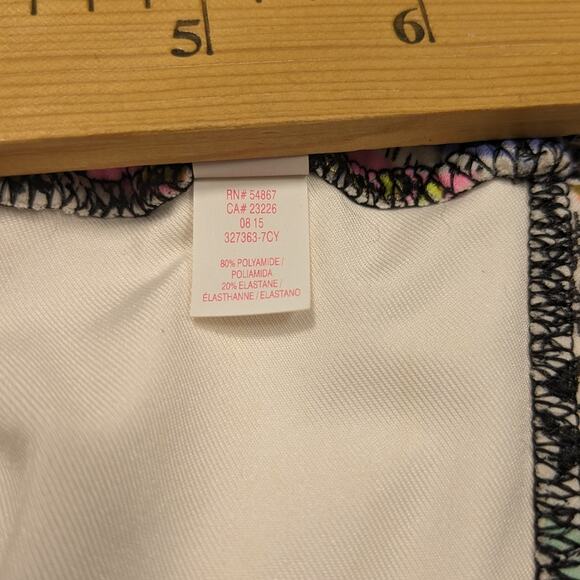 5 6
RN# 54867
CA# 23226
08 15
327363-7CY
80% POLYAMIDE /
POLIAMIDA
20% ELASTANE /
ÉLASTHANNE / ELASTANO